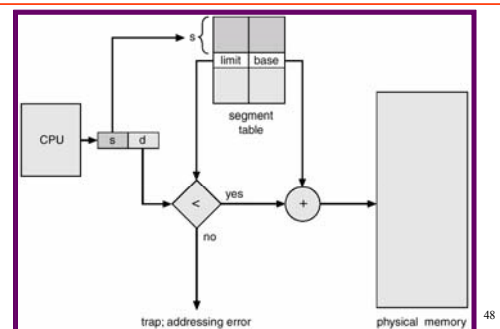 s
limit base
segment
table
CPU
s d
<
yes
+
no
trap; addressing error
physical memory
48